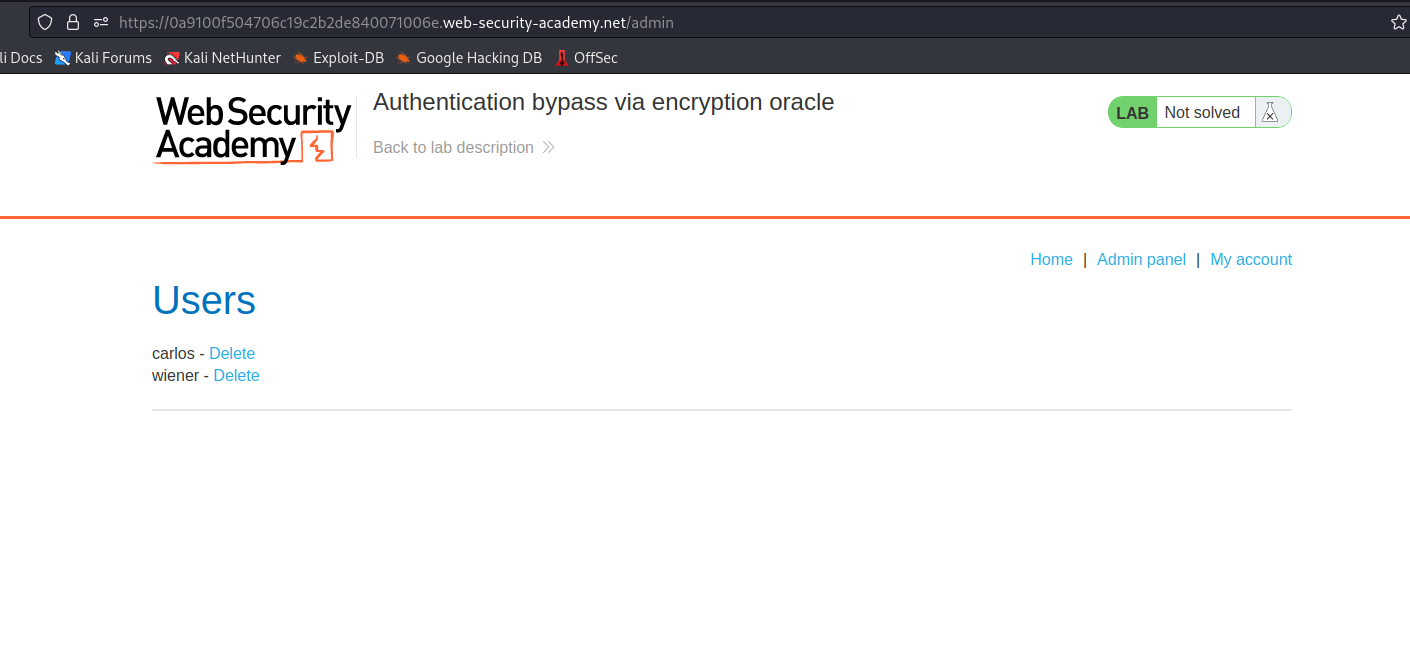 https://0a9100f504706c19c2b2de840071006e.web-security-academy.net/admin
li Docs Kali Forums Kali NetHunter Exploit-DB Google Hacking DB OffSec
Web Security
Academy
Authentication bypass via encryption oracle
Back to lab description
LAB Not solved
Home | Admin panel | My account
Users
carlos - Delete
wiener - Delete